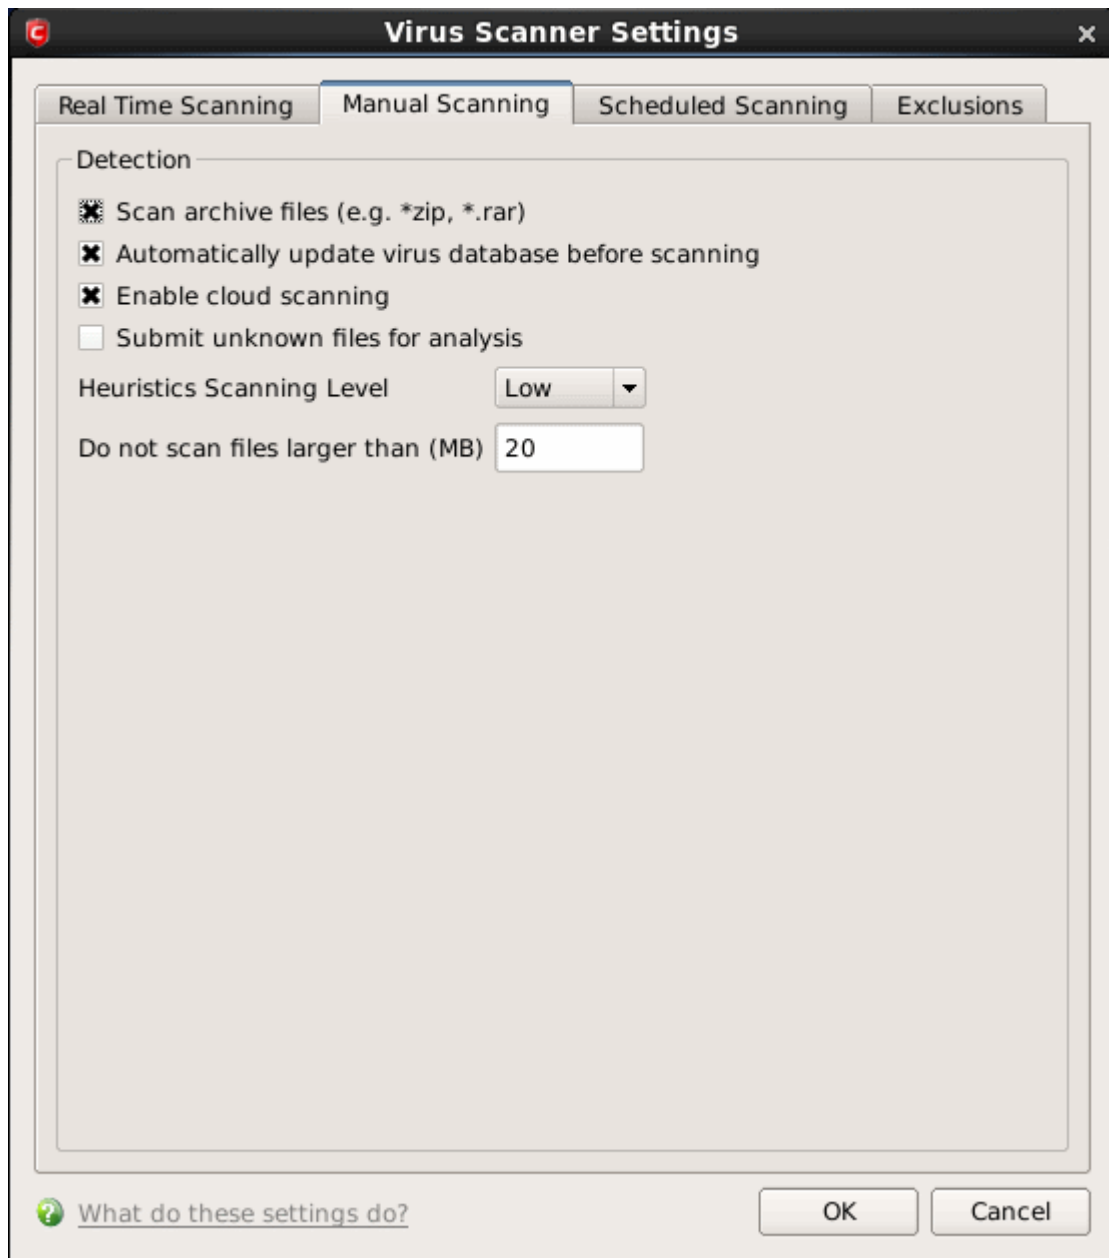 Virus Scanner Settings
Real Time Scanning
Manual Scanning
Scheduled Scanning
Exclusions
Detection
Scan archive files (e.g. *zip, *.rar)
Automatically update virus database before scanning
Enable cloud scanning
Submit unknown files for analysis
Heuristics Scanning Level Low
Do not scan files larger than (MB) 20
What do these settings do?
OK
Cancel